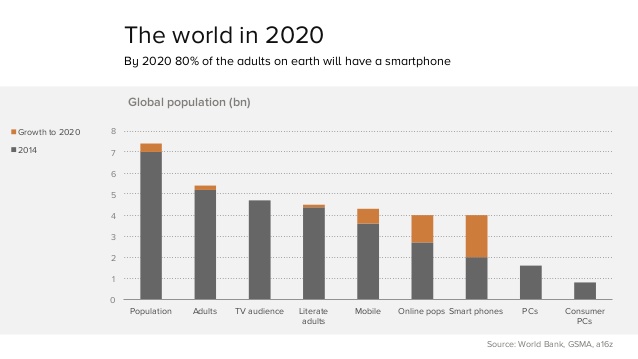 The world in 2020
By 2020 80% of the adults on earth will have a smartphone
Global population (bn)
Growth to 2020
2014
8
7
6
5
4
3
2
1
0
Population
Adults
TV audience
Literate
adults
Mobile
Online pops
Smart phones
PCs
Consumer
PCs
Source: World Bank, GSMA, a16z